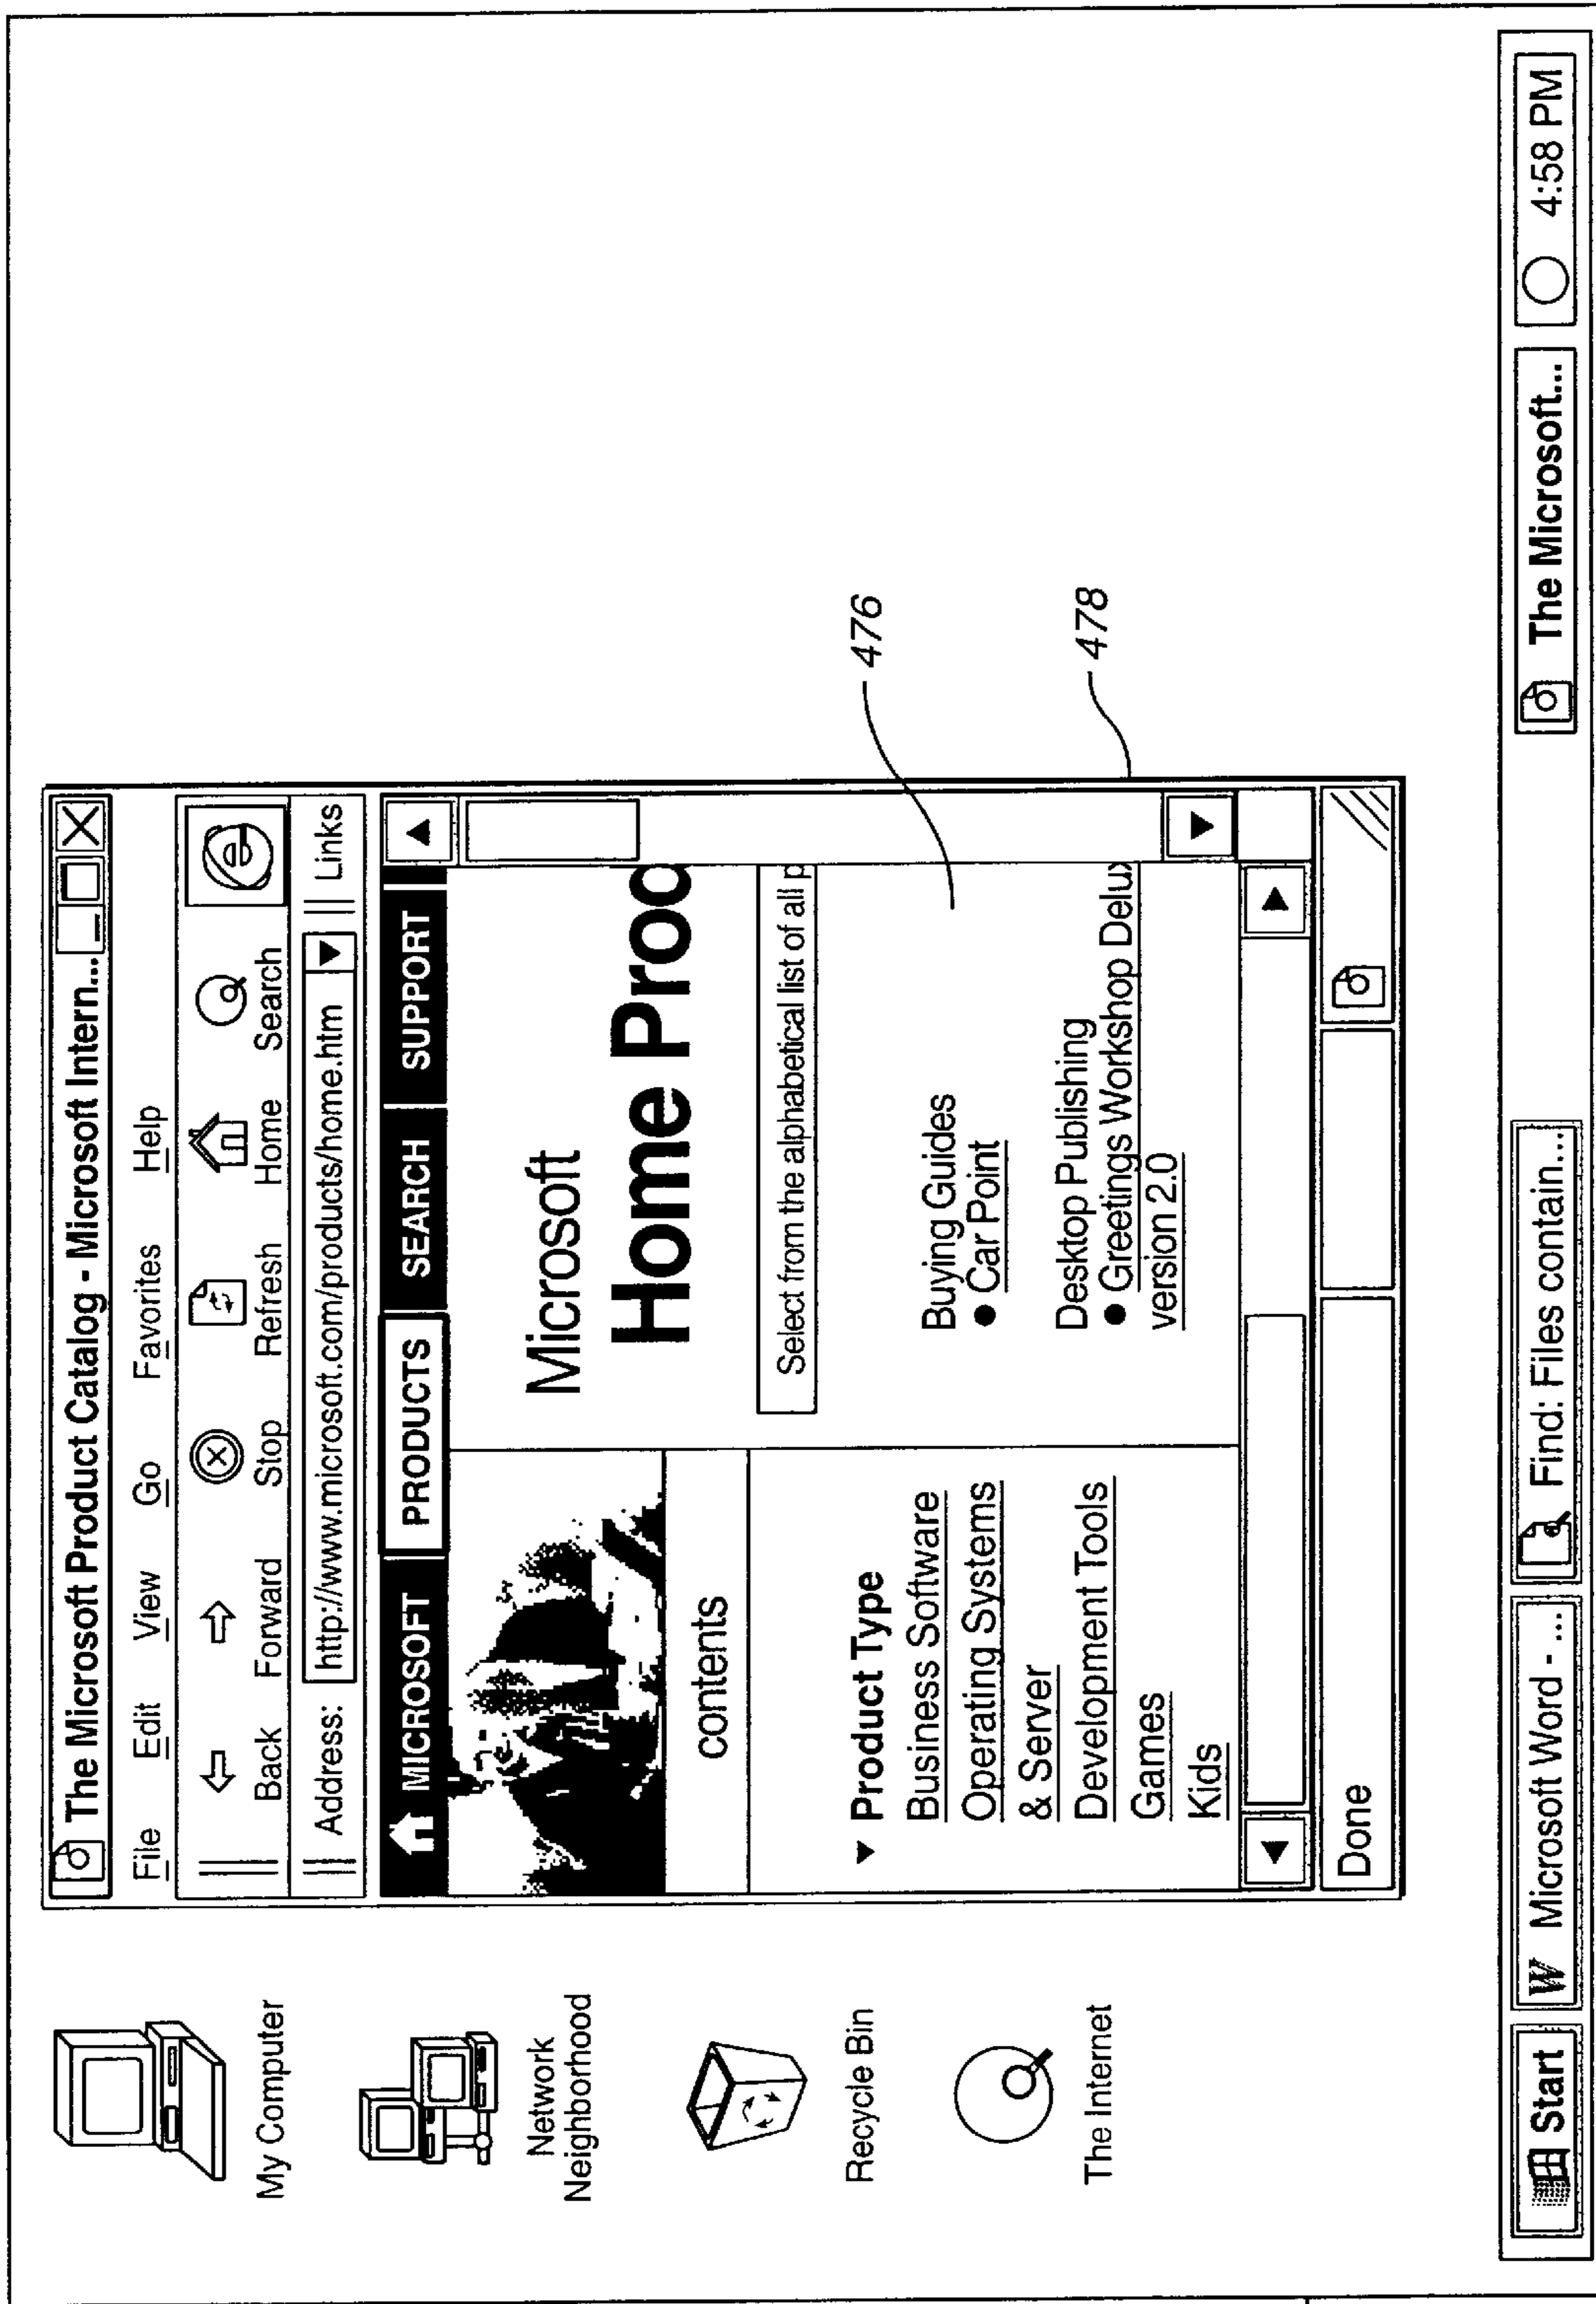 The Microsoft Product Catalog - Microsoft Intern...
File Edit View Go Favorites Help
Back Forward Stop Refresh Home Search
Address: http://www.microsoft.com/products/home.htm Links
MICROSOFT PRODUCTS SEARCH SUPPORT
contents
Product Type
Business Software
Operating Systems
& Server
Development Tools
Games
Kids
Microsoft
Home Prod
Select from the alphabetical list of all p
Buying Guides
• Car Point
Desktop Publishing
• Greetings Workshop Delux
version 2.0
Done
476
478
My Computer
Network
Neighborhood
Recycle Bin
The Internet
Start
W Microsoft Word - ...
Find: Files contain...
The Microsoft...
4:58 PM